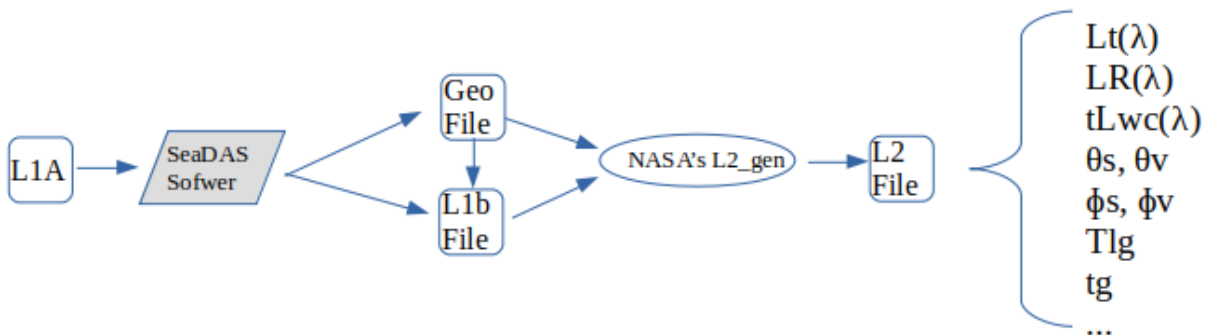 L1A
SeaDAS
Sofwer
Geo
File
L1b
File
NASA's L2_gen
L2
File
Lt(λ)
LR(λ)
tLwc(λ)
θs, θv
ϕs, ϕv
Tlg
tg
...